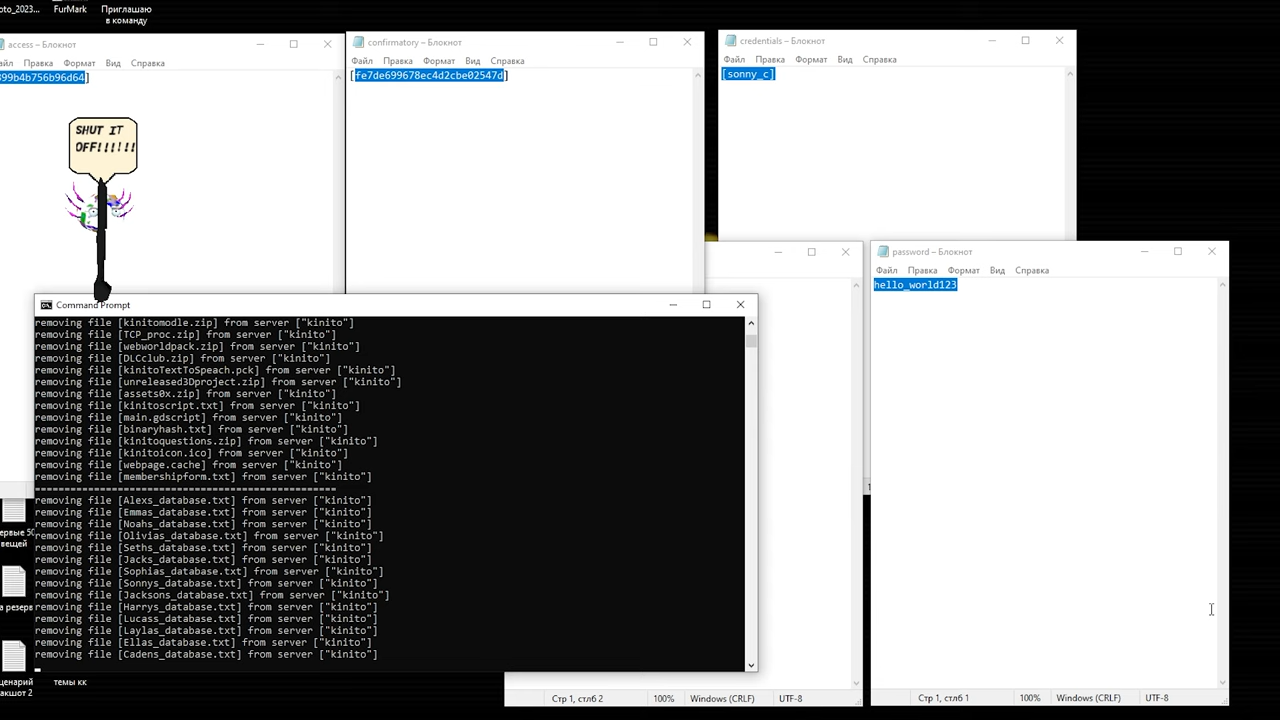 oto_2023...
FurMark
Приглашаю
в команду
access – Блокнот
Файл Правка Формат Вид Справка
399b4b756b96d64]
confirmatory – Блокнот
Файл Правка Формат Вид Справка
[fe7de699678ec4d2cbe02547d]
credentials – Блокнот
Файл Правка Формат Вид Справка
[sonny_c]
SHUT IT
OFF!!!!!!
password – Блокнот
Файл Правка Формат Вид Справка
hello_world123
Command Prompt
removing file [kinitomodle.zip] from server ["kinito"]
removing file [TCP_proc.zip] from server ["kinito"]
removing file [webworldpack.zip] from server ["kinito"]
removing file [DLCclub.zip] from server ["kinito"]
removing file [kinitoTextToSpeach.pck] from server ["kinito"]
removing file [unreleased3Dproject.zip] from server ["kinito"]
removing file [assets0x.zip] from server ["kinito"]
removing file [kinitoscript.txt] from server ["kinito"]
removing file [main.gdscript] from server ["kinito"]
removing file [binaryhash.txt] from server ["kinito"]
removing file [kinitoquestions.zip] from server ["kinito"]
removing file [kinitoicon.ico] from server ["kinito"]
removing file [webpage.cache] from server ["kinito"]
removing file [membershipform.txt] from server ["kinito"]
===================================================
removing file [Alexs_database.txt] from server ["kinito"]
removing file [Emmas_database.txt] from server ["kinito"]
removing file [Noahs_database.txt] from server ["kinito"]
removing file [Olivias_database.txt] from server ["kinito"]
removing file [Seths_database.txt] from server ["kinito"]
removing file [Jacks_database.txt] from server ["kinito"]
removing file [Sophias_database.txt] from server ["kinito"]
removing file [Sonnys_database.txt] from server ["kinito"]
removing file [Jacksons_database.txt] from server ["kinito"]
removing file [Harrys_database.txt] from server ["kinito"]
removing file [Lucass_database.txt] from server ["kinito"]
removing file [Laylas_database.txt] from server ["kinito"]
removing file [Ellas_database.txt] from server ["kinito"]
removing file [Cadens_database.txt] from server ["kinito"]
ервые 50
вещей
а резерв
ценарий
акшот 2
темы кк
Стр 1, стлб 2 100% Windows (CRLF) UTF-8
Стр 1, стлб 1 100% Windows (CRLF) UTF-8